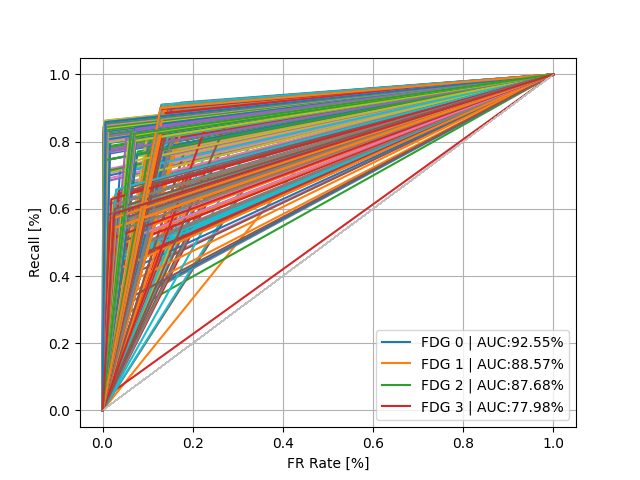 1.0
0.8
0.6
0.4
0.2
0.0
Recall [%]
0.0 0.2 0.4 0.6 0.8 1.0
FR Rate [%]
FDG 0 | AUC:92.55%
FDG 1 | AUC:88.57%
FDG 2 | AUC:87.68%
FDG 3 | AUC:77.98%